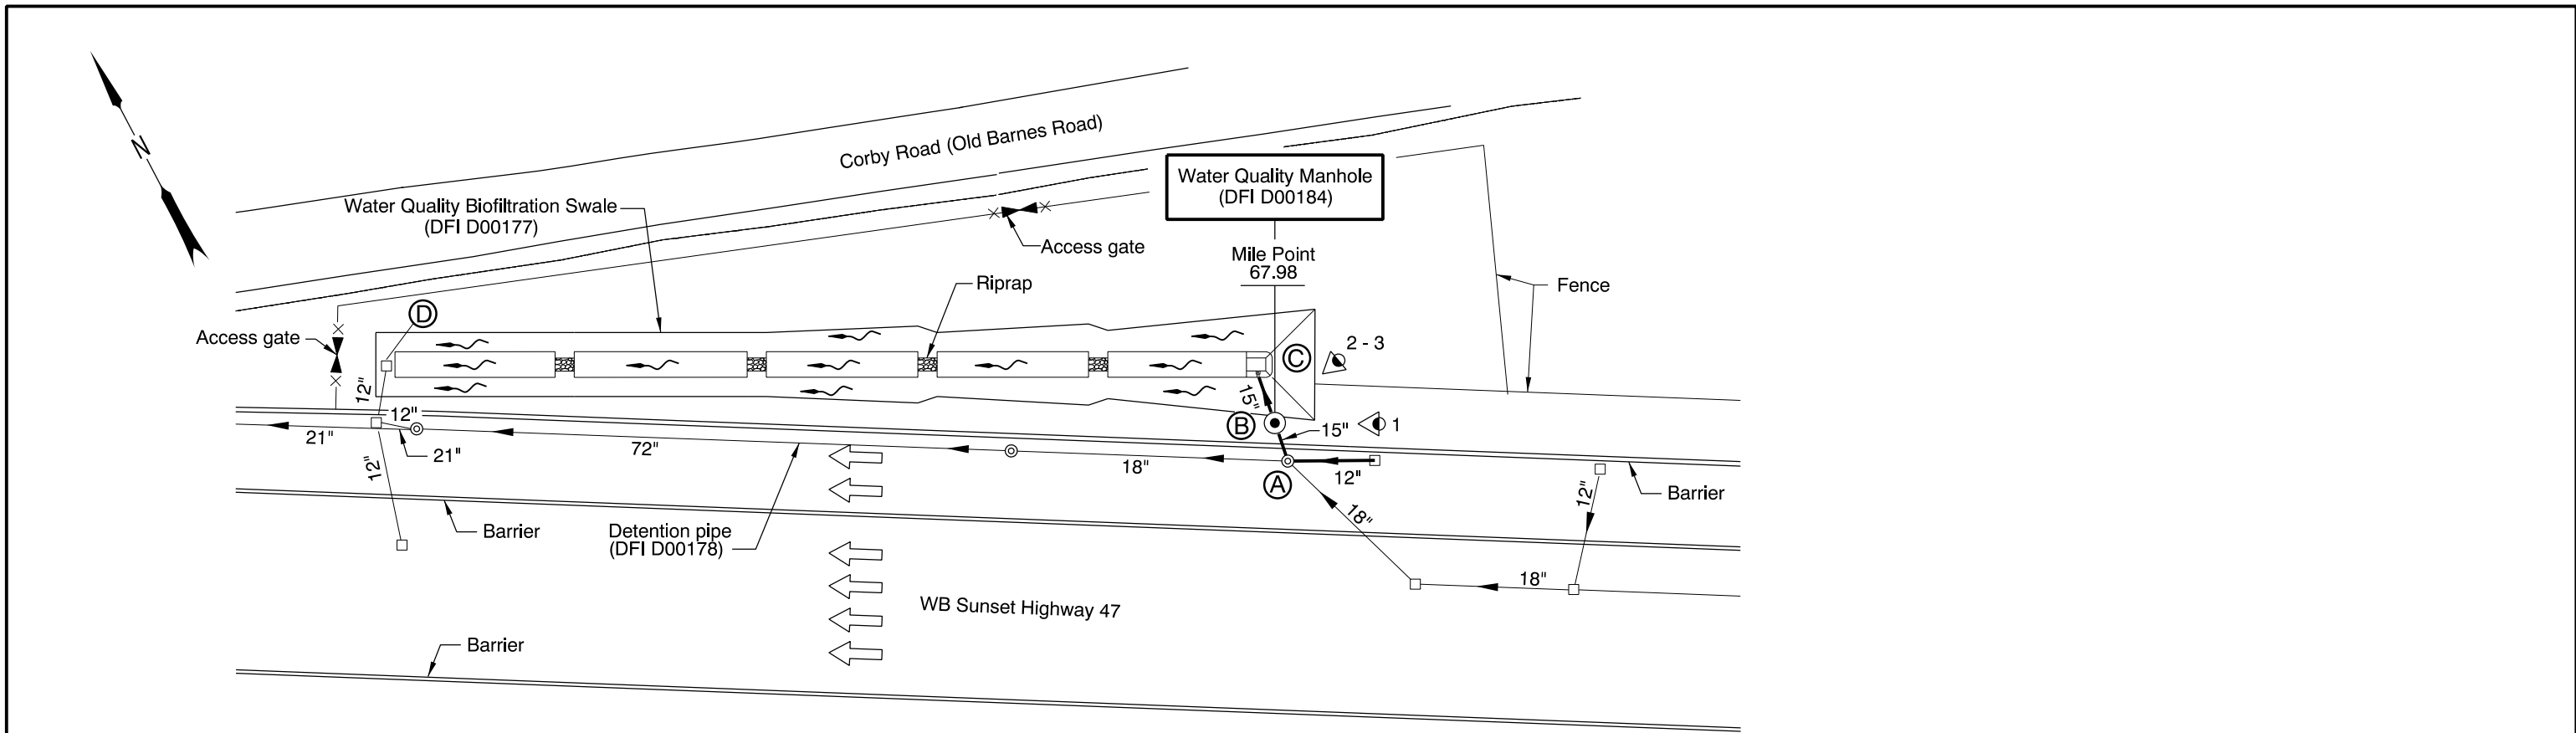 N
Corby Road (Old Barnes Road)
Water Quality Manhole
(DFI D00184)
Water Quality Biofiltration Swale
(DFI D00177)
Access gate
Mile Point
67.98
Riprap
Fence
D
Access gate
C
2 - 3
12"
15"
12"
B
15"
1
21"
21"
72"
18"
12"
A
12"
12"
Barrier
18"
Barrier
Detention pipe
(DFI D00178)
18"
WB Sunset Highway 47
Barrier